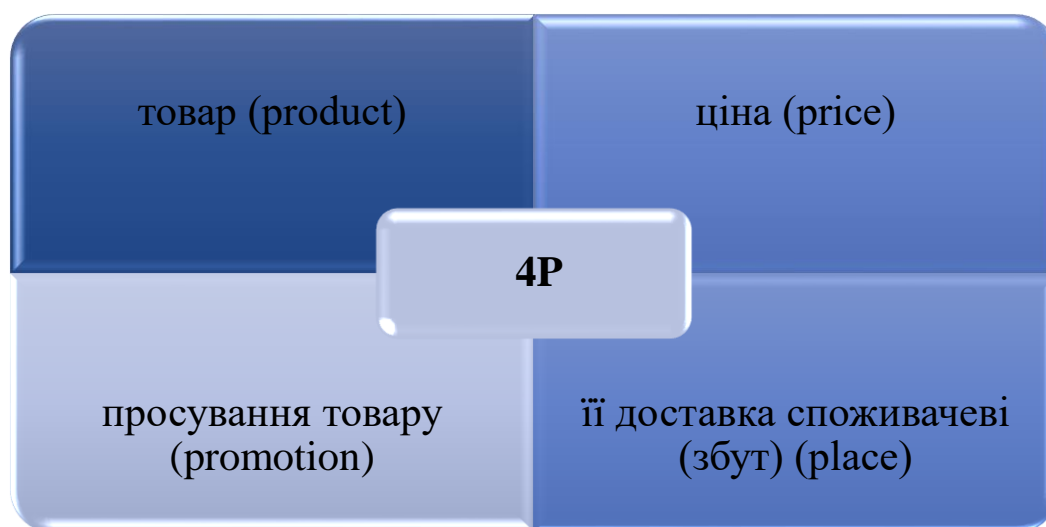 товар (product)
ціна (price)
4P
просування товару
(promotion)
її доставка споживачеві
(збут) (place)